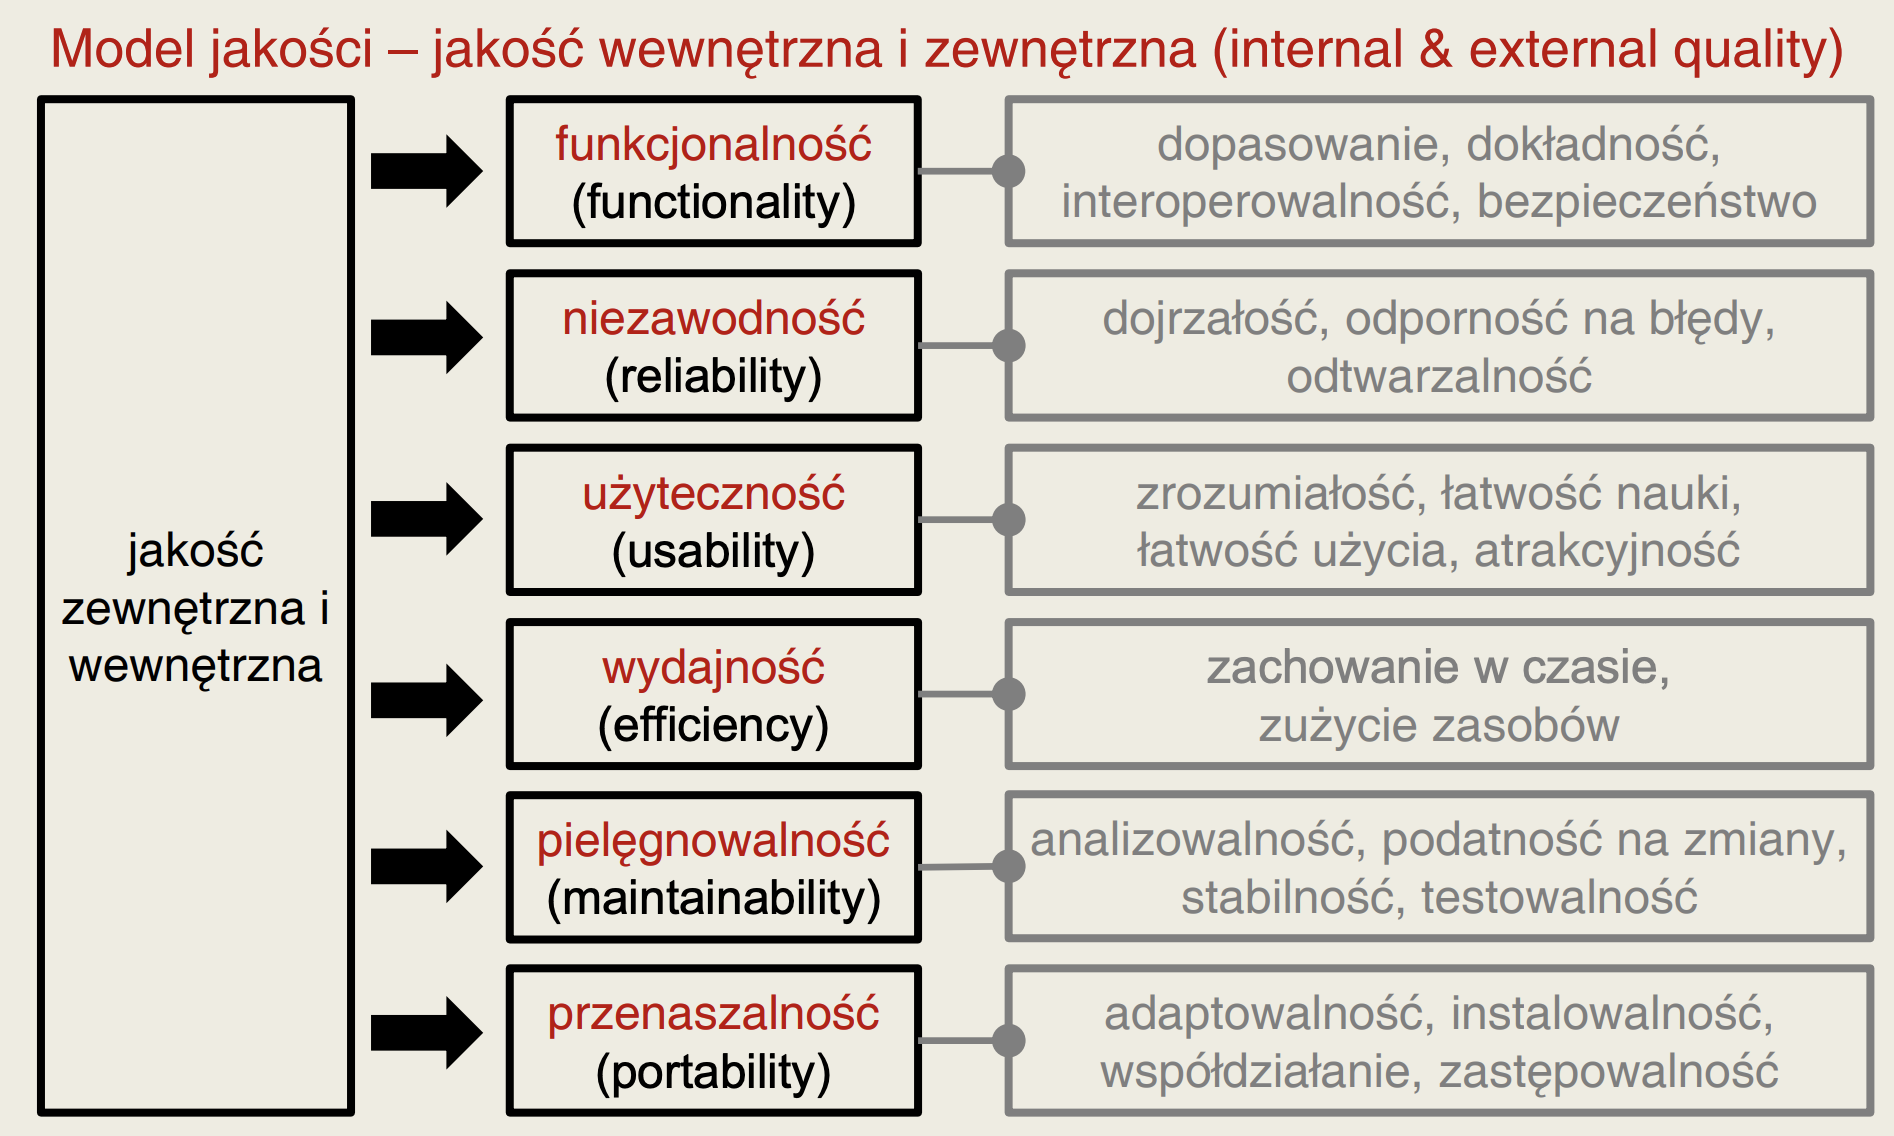 Model jakości – jakość wewnętrzna i zewnętrzna (internal & external quality)
jakość
zewnętrzna i
wewnętrzna
funkcjonalność
(functionality)
dopasowanie, dokładność,
interoperowalność, bezpieczeństwo
niezawodność
(reliability)
dojrzałość, odporność na błędy,
odtwarzalność
użyteczność
(usability)
zrozumiałość, łatwość nauki,
łatwość użycia, atrakcyjność
wydajność
(efficiency)
zachowanie w czasie,
zużycie zasobów
pielęgnowalność
(maintainability)
analizowalność, podatność na zmiany,
stabilność, testowalność
przenaszalność
(portability)
adaptowalność, instalowalność,
współdziałanie, zastępowalność